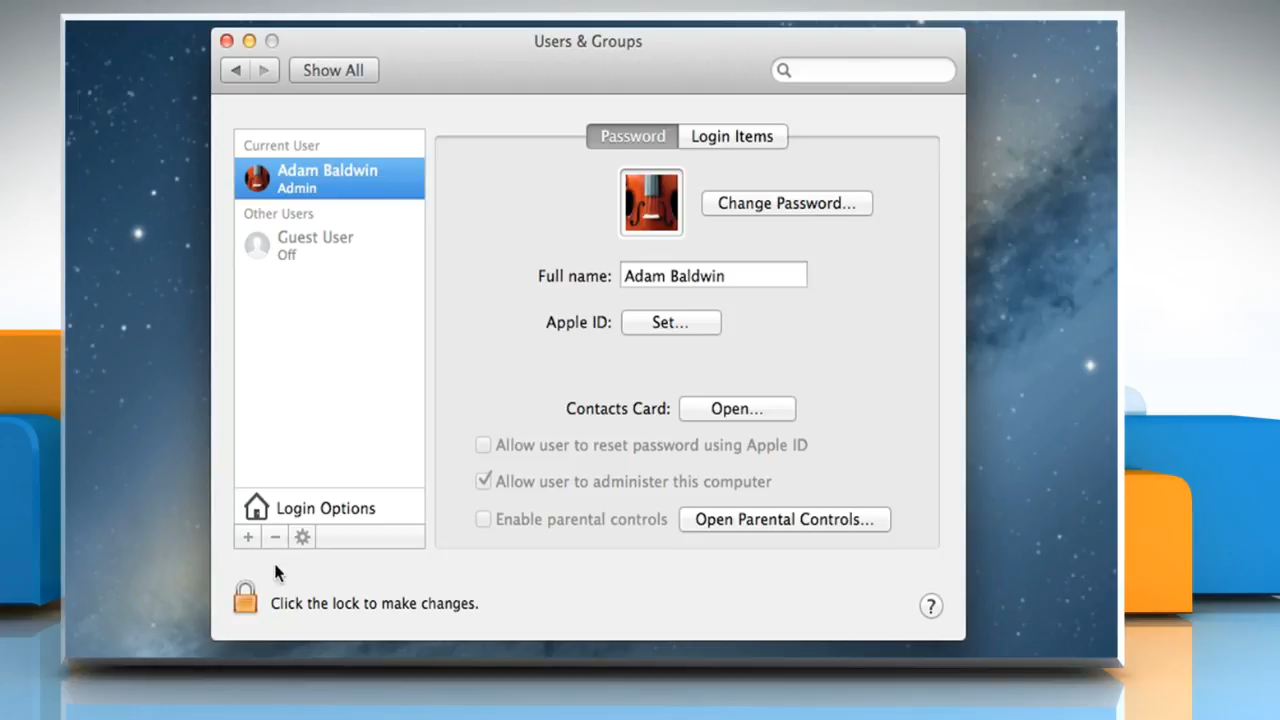 Users & Groups
Show All
Current User
Adam Baldwin
Admin
Other Users
Guest User
Off
Login Options
Password
Login Items
Change Password...
Full name: Adam Baldwin
Apple ID: Set...
Contacts Card: Open...
Allow user to reset password using Apple ID
Allow user to administer this computer
Enable parental controls Open Parental Controls...
Click the lock to make changes.
?